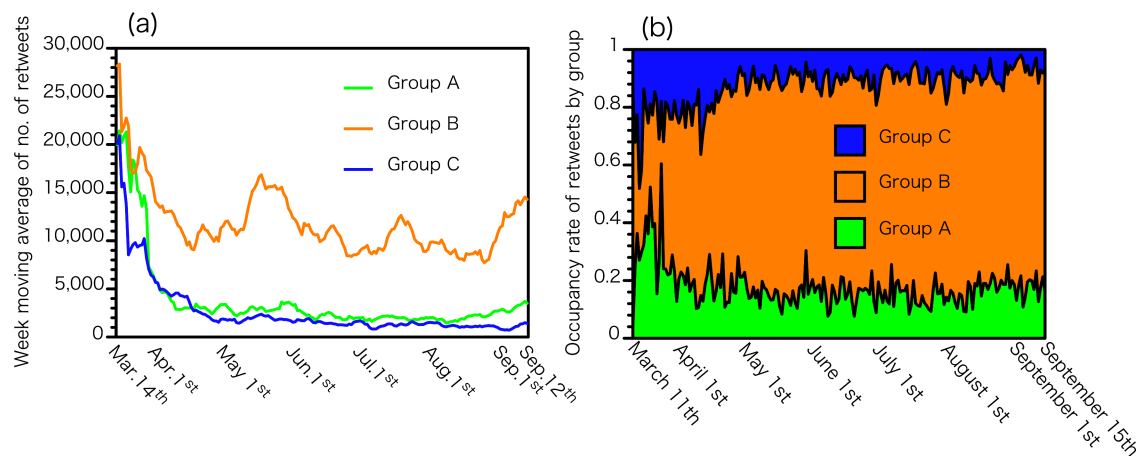 (a)
Week moving average of no. of retweets
30,000
25,000
20,000
15,000
10,000
5,000
0
Group A
Group B
Group C
Mar.14th
Apr.1st
May 1st
Jun.1st
Jul.1st
Aug.1st
Sep.1st
Sep.12th
(b)
Occupancy rate of retweets by group
1
0.8
0.6
0.4
0.2
0
Group C
Group B
Group A
March 11th
April 1st
May 1st
June 1st
July 1st
August 1st
September 1st
September 15th